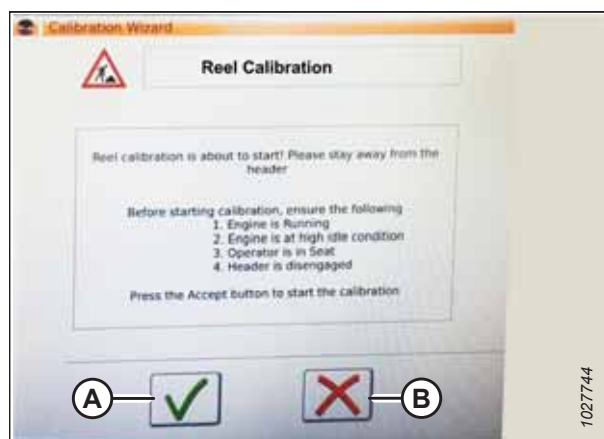 Calibration Wizard
Reel Calibration
Reel calibration is about to start! Please stay away from the
header
Before starting calibration, ensure the following
1. Engine is Running
2. Engine is at high idle condition
3. Operator is in Seat
4. Header is disengaged
Press the Accept button to start the calibration
A
B
1027744